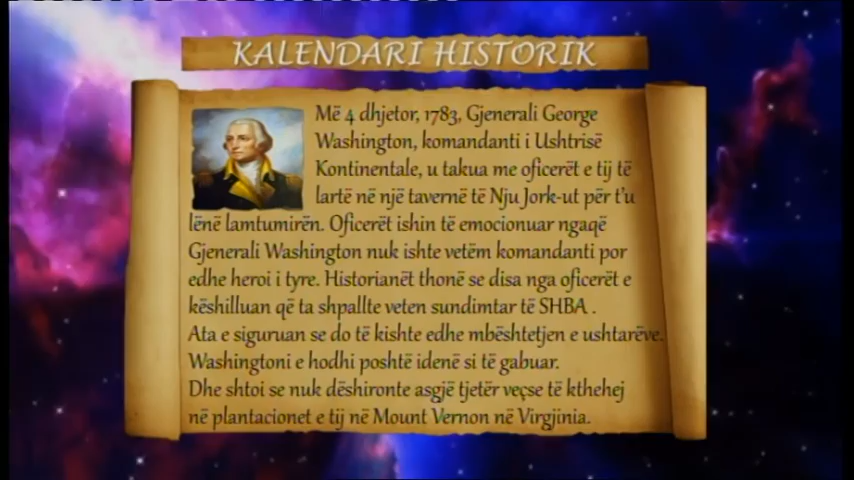 KALENDARI HISTORIK
Më 4 dhjetor, 1783, Gjenerali George
Washington, komandanti i Ushtrisë
Kontinentale, u takua me oficerët e tij të
lartë në një tavernë të Nju Jork-ut për t'u
lënë lamtumirën. Oficerët ishin të emocionuar ngaqë
Gjenerali Washington nuk ishte vetëm komandanti por
edhe heroi i tyre. Historianët thonë se disa nga oficerët e
këshilluan që ta shpallte veten sundimtar të SHBA .
Ata e siguruan se do të kishte edhe mbështetjen e ushtarëve.
Washingtoni e hodhi poshtë idenë si të gabuar.
Dhe shtoi se nuk dëshironte asgjë tjetër veçse të kthehej
në plantacionet e tij në Mount Vernon në Virgjinia.